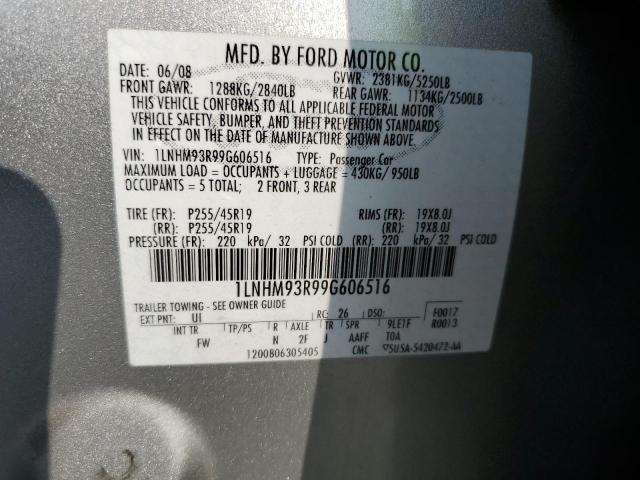 MFD. BY FORD MOTOR CO.
DATE: 06/08 GVWR: 2381KG/5250LB
FRONT GAWR: 1288KG/2840LB REAR GAWR: 1134KG/2500LB
THIS VEHICLE CONFORMS TO ALL APPLICABLE FEDERAL MOTOR
VEHICLE SAFETY, BUMPER, AND THEFT PREVENTION STANDARDS
IN EFFECT ON THE DATE OF MANUFACTURE SHOWN ABOVE.
VIN: 1LNHM93R99G606516 TYPE: Passenger Car
MAXIMUM LOAD = OCCUPANTS + LUGGAGE = 430KG/950LB
OCCUPANTS = 5 TOTAL; 2 FRONT, 3 REAR
TIRE (FR): P255/45R19 RIMS (FR): 19X8.0J
(RR): P255/45R19 (RR): 19X8.0J
PRESSURE (FR): 220 kPa/ 32 PSI COLD (RR): 220 kPa/ 32 PSI COLD
1LNHM93R99G606516
TRAILER TOWING - SEE OWNER GUIDE
EXT PNT: UI RC: 26 DSO: F0017
R0013
INT TR TP/PS R AXLE TR SPR 9LE1F
FW N 2F J AAFF TOA
1200806305405 CMC 5U5A-5420472-AA